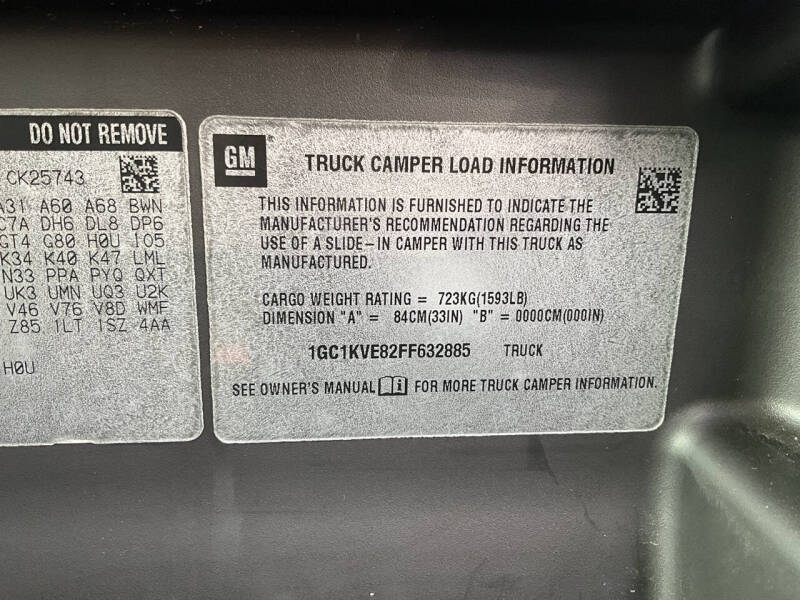 DO NOT REMOVE
CK25743
A31 A60 A68 BWN
C7A DH6 DL8 DP6
GT4 G80 H0U IO5
K34 K40 K47 LML
N33 PPA PYQ QXT
UK3 UMN UQ3 U2K
V46 V76 V8D WMF
Z85 1LT 1SZ 4AA
H0U
GM
TRUCK CAMPER LOAD INFORMATION
THIS INFORMATION IS FURNISHED TO INDICATE THE
MANUFACTURER'S RECOMMENDATION REGARDING THE
USE OF A SLIDE-IN CAMPER WITH THIS TRUCK AS
MANUFACTURED.
CARGO WEIGHT RATING = 723KG(1593LB)
DIMENSION "A" = 84CM(33IN) "B" = 0000CM(000IN)
1GC1KVE82FF632885 TRUCK
SEE OWNER'S MANUAL FOR MORE TRUCK CAMPER INFORMATION.